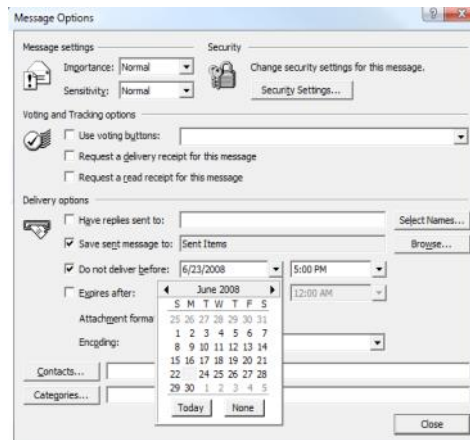 Message Options
Message settings
Security
Importance: Normal
Change security settings for this message.
Sensitivity: Normal
Security Settings...
Voting and Tracking options
Use voting buttons:
Request a delivery receipt for this message
Request a read receipt for this message
Delivery options
Have replies sent to:
Select Names...
Save sent message to: Sent Items
Browse...
Do not deliver before: 6/23/2008 5:00 PM
Expires after: 12:00 AM
June 2008
S M T W T F S
25 26 27 28 29 30 31
1 2 3 4 5 6 7
8 9 10 11 12 13 14
15 16 17 18 19 20 21
22 24 25 26 27 28
29 30 1 2 3 4 5
Today None
Attachment forma
Encoding:
Contacts...
Categories...
Close